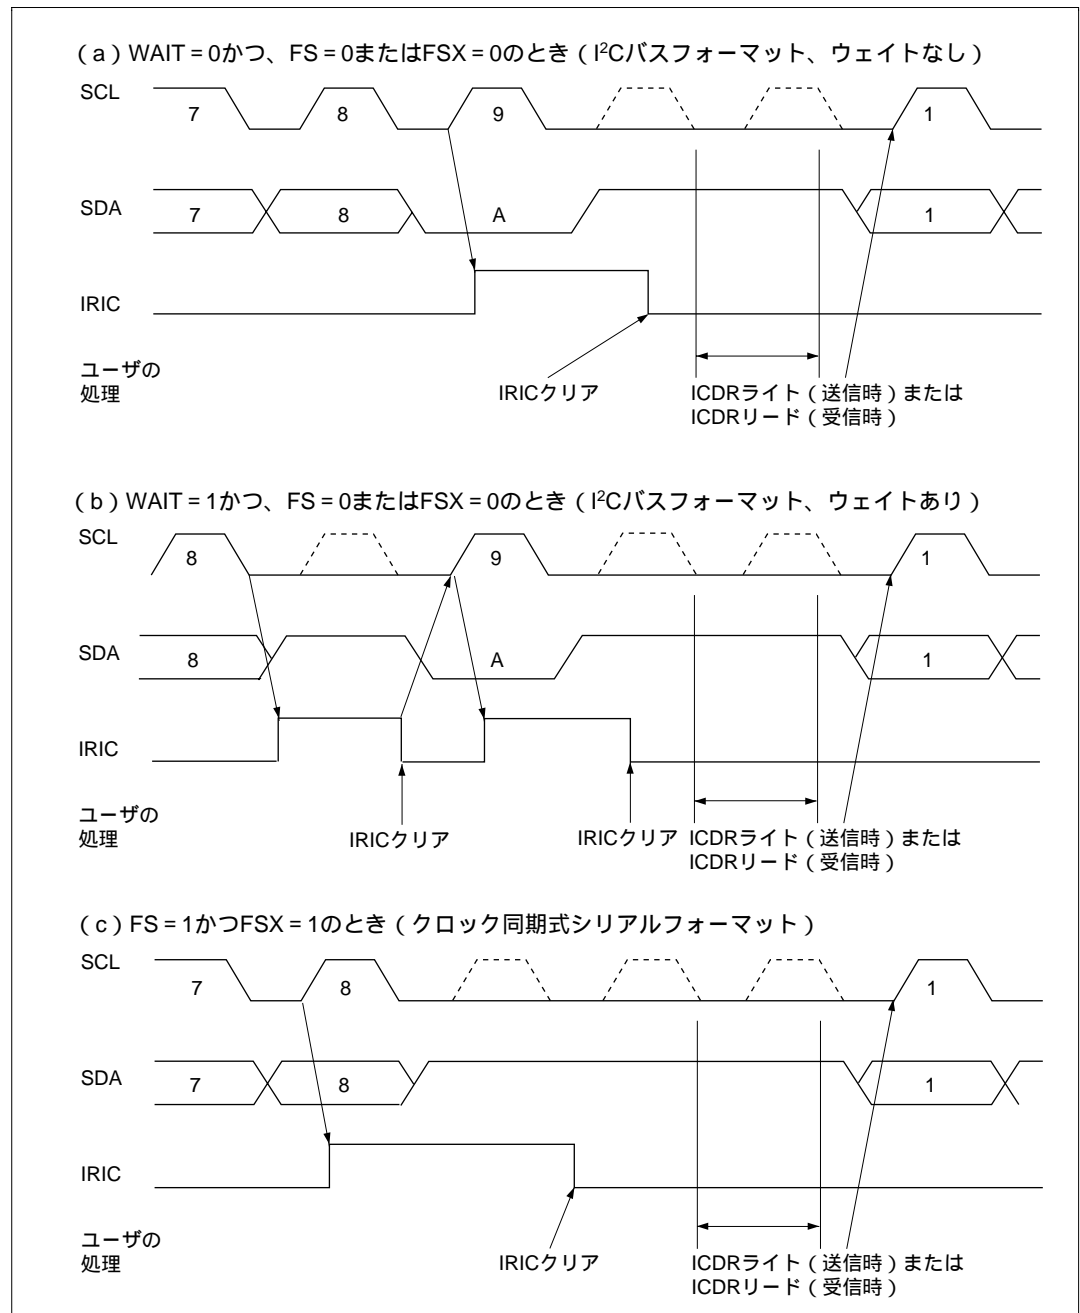 (a) WAIT = 0かつ、FS = 0またはFSX = 0のとき（I²Cバスフォーマット、ウェイトなし）
SCL
7 8 9 1
SDA
7 8 A 1
IRIC
ユーザの
処理
IRICクリア
ICDRライト（送信時）または
ICDRリード（受信時）
(b) WAIT = 1かつ、FS = 0またはFSX = 0のとき（I²Cバスフォーマット、ウェイトあり）
SCL
8 9 1
SDA
8 A 1
IRIC
ユーザの
処理
IRICクリア
IRICクリア
ICDRライト（送信時）または
ICDRリード（受信時）
(c) FS = 1かつFSX = 1のとき（クロック同期式シリアルフォーマット）
SCL
7 8 1
SDA
7 8 1
IRIC
ユーザの
処理
IRICクリア
ICDRライト（送信時）または
ICDRリード（受信時）